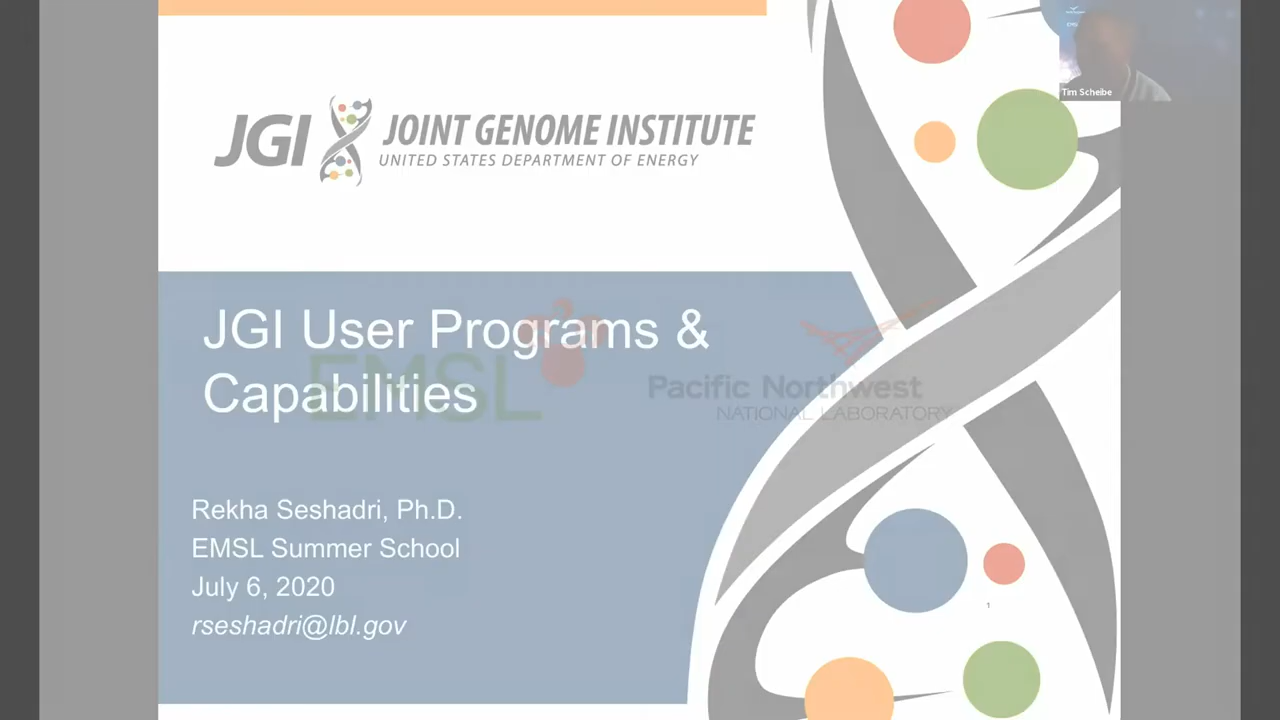 JGI JOINT GENOME INSTITUTE
UNITED STATES DEPARTMENT OF ENERGY
EMSL
Tim Scheibe
JGI User Programs &
Capabilities
EMSL
Pacific Northwest
NATIONAL LABORATORY
Rekha Seshadri, Ph.D.
EMSL Summer School
July 6, 2020
rseshadri@lbl.gov
1